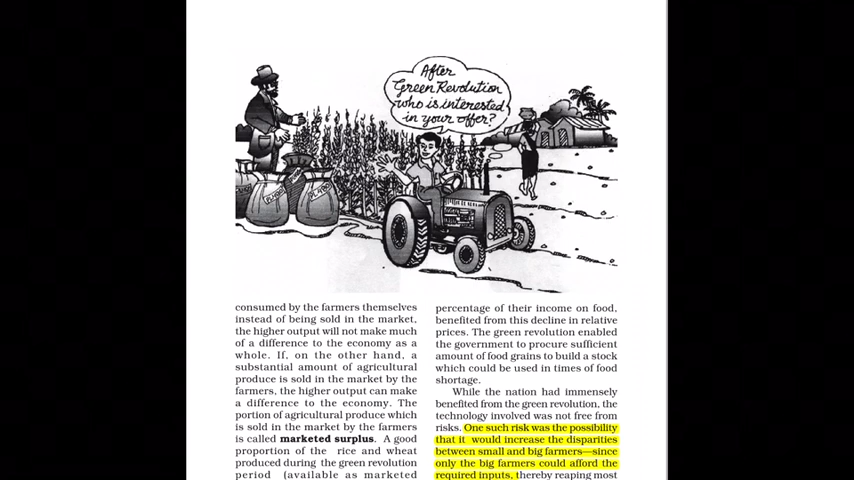 After
Green Revolution
who is interested
in your offer?
consumed by the farmers themselves
instead of being sold in the market,
the higher output will not make much
of a difference to the economy as a
whole. If, on the other hand, a
substantial amount of agricultural
produce is sold in the market by the
farmers, the higher output can make
a difference to the economy. The
portion of agricultural produce which
is sold in the market by the farmers
is called marketed surplus. A good
proportion of the rice and wheat
produced during the green revolution
period (available as marketed
percentage of their income on food,
benefited from this decline in relative
prices. The green revolution enabled
the government to procure sufficient
amount of food grains to build a stock
which could be used in times of food
shortage.
While the nation had immensely
benefited from the green revolution, the
technology involved was not free from
risks. One such risk was the possibility
that it would increase the disparities
between small and big farmers—since
only the big farmers could afford the
required inputs, thereby reaping most